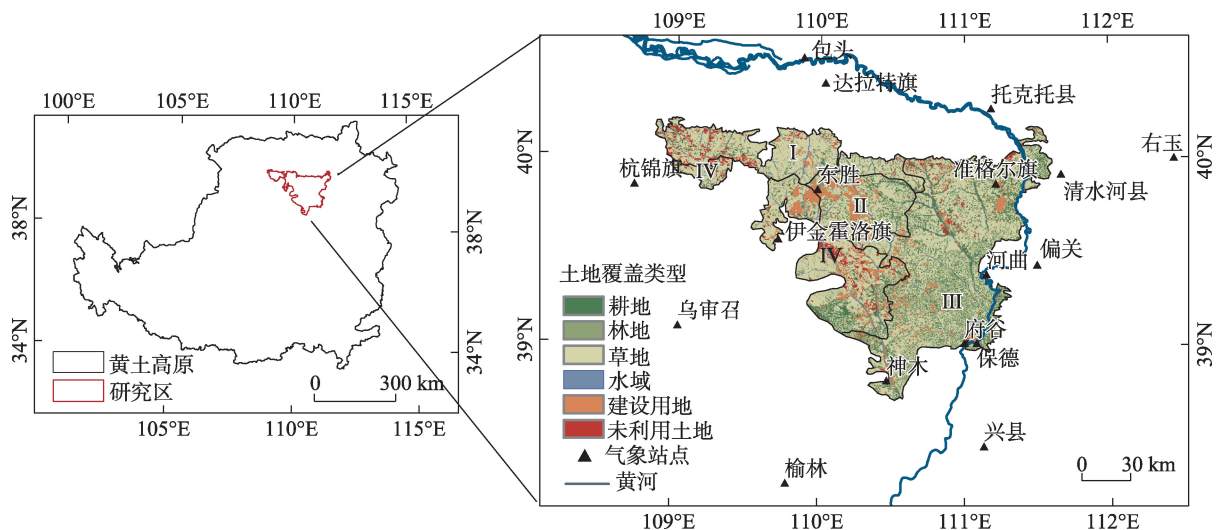 100°E 105°E 110°E 115°E
38°N
34°N
38°N
34°N
黄土高原
研究区
0 300 km
105°E 110°E 115°E
109°E 110°E 111°E 112°E
40°N
39°N
40°N
39°N
包头
达拉特旗
托克托县
右玉
杭锦旗
I
IV
东胜
准格尔旗
清水河县
II
伊金霍洛旗
IV
偏关
河曲
III
乌审召
府谷
保德
神木
兴县
榆林
土地覆盖类型
耕地
林地
草地
水域
建设用地
未利用土地
气象站点
黄河
0 30 km
109°E 110°E 111°E 112°E